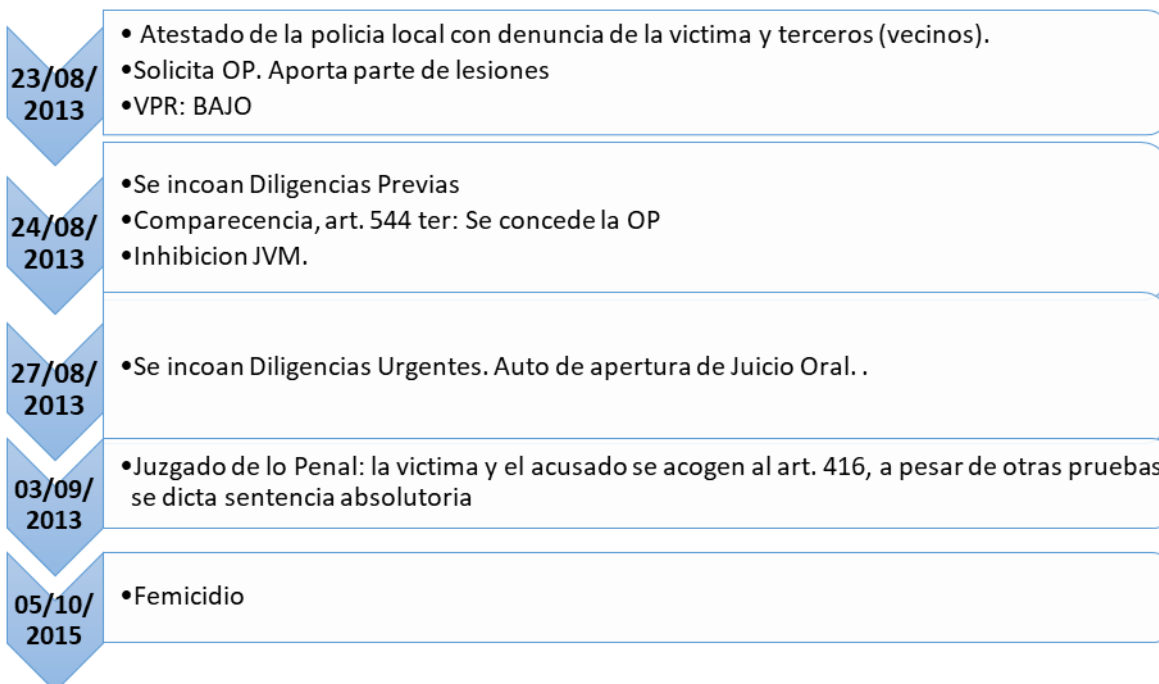 23/08/
2013
• Atestado de la policia local con denuncia de la victima y terceros (vecinos).
•Solicita OP. Aporta parte de lesiones
•VPR: BAJO
24/08/
2013
•Se incoan Diligencias Previas
•Comparecencia, art. 544 ter: Se concede la OP
•Inhibicion JVM.
27/08/
2013
•Se incoan Diligencias Urgentes. Auto de apertura de Juicio Oral. .
03/09/
2013
•Juzgado de lo Penal: la victima y el acusado se acogen al art. 416, a pesar de otras pruebas
se dicta sentencia absolutoria
05/10/
2015
•Femicidio